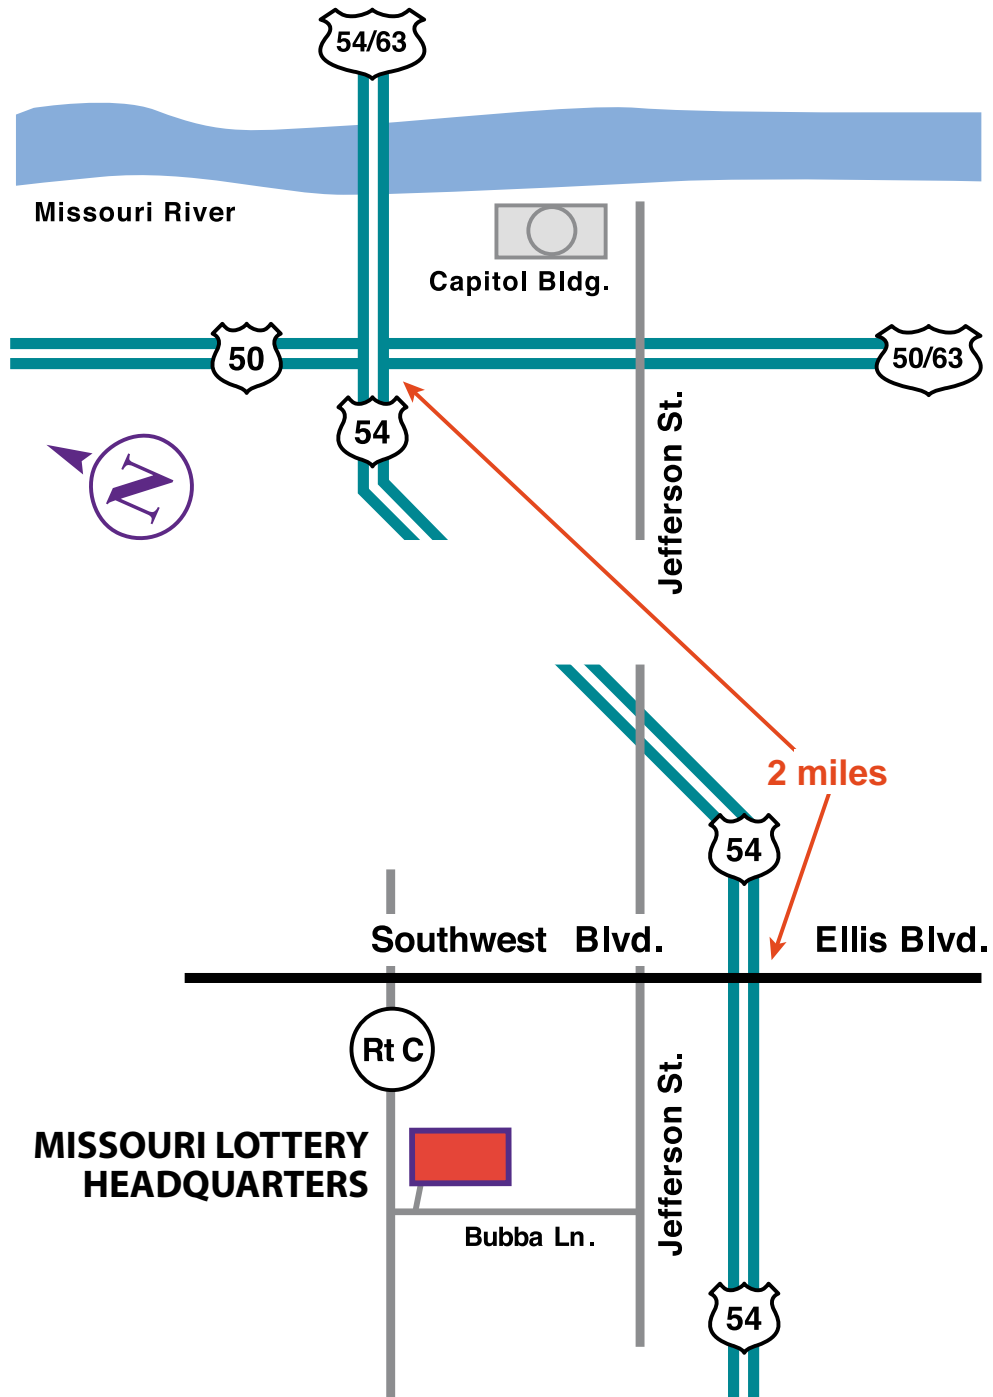 54/63
Missouri River
Capitol Bldg.
50
50/63
54
N
Jefferson St.
2 miles
54
Southwest Blvd.
Ellis Blvd.
Rt C
MISSOURI LOTTERY
HEADQUARTERS
Jefferson St.
Bubba Ln.
54